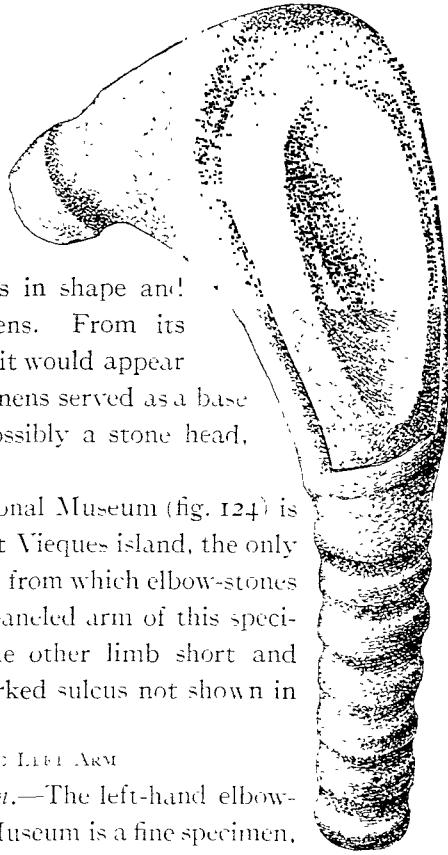 s in shape and
ens. From its
it would appear
nens served as a base
ossibly a stone head,
onal Museum (fig. 124) is
t Vieques island, the only
from which elbow-stones
aneled arm of this speci-
e other limb short and
rked sulcus not shown in
LEFT ARM
.—The left-hand elbow-
Museum is a fine specimen,